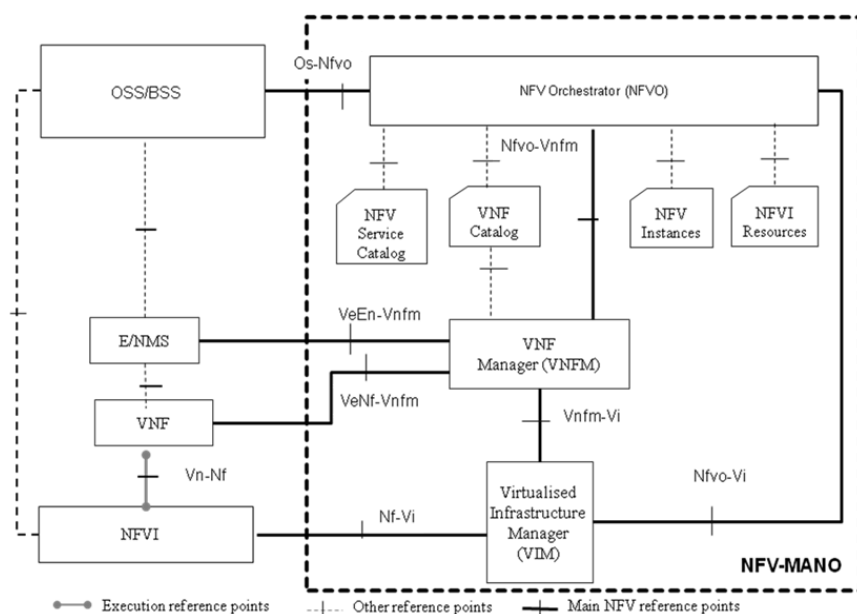 Os-Nfvo
OSS/BSS
NFV Orchestrator (NFVO)
Nfvo-Vnfm
NFV
Service
Catalog
VNF
Catalog
NFV
Instances
NFVI
Resources
VeEn-Vnfm
E/NMS
VNF
Manager (VNFM)
VeNf-Vnfm
VNF
Vnfm-Vi
Vn-Nf
Virtualised
Infrastructure
Manager
(VIM)
Nfvo-Vi
Nf-Vi
NFVI
NFV-MANO
Execution reference points
Other reference points
Main NFV reference points